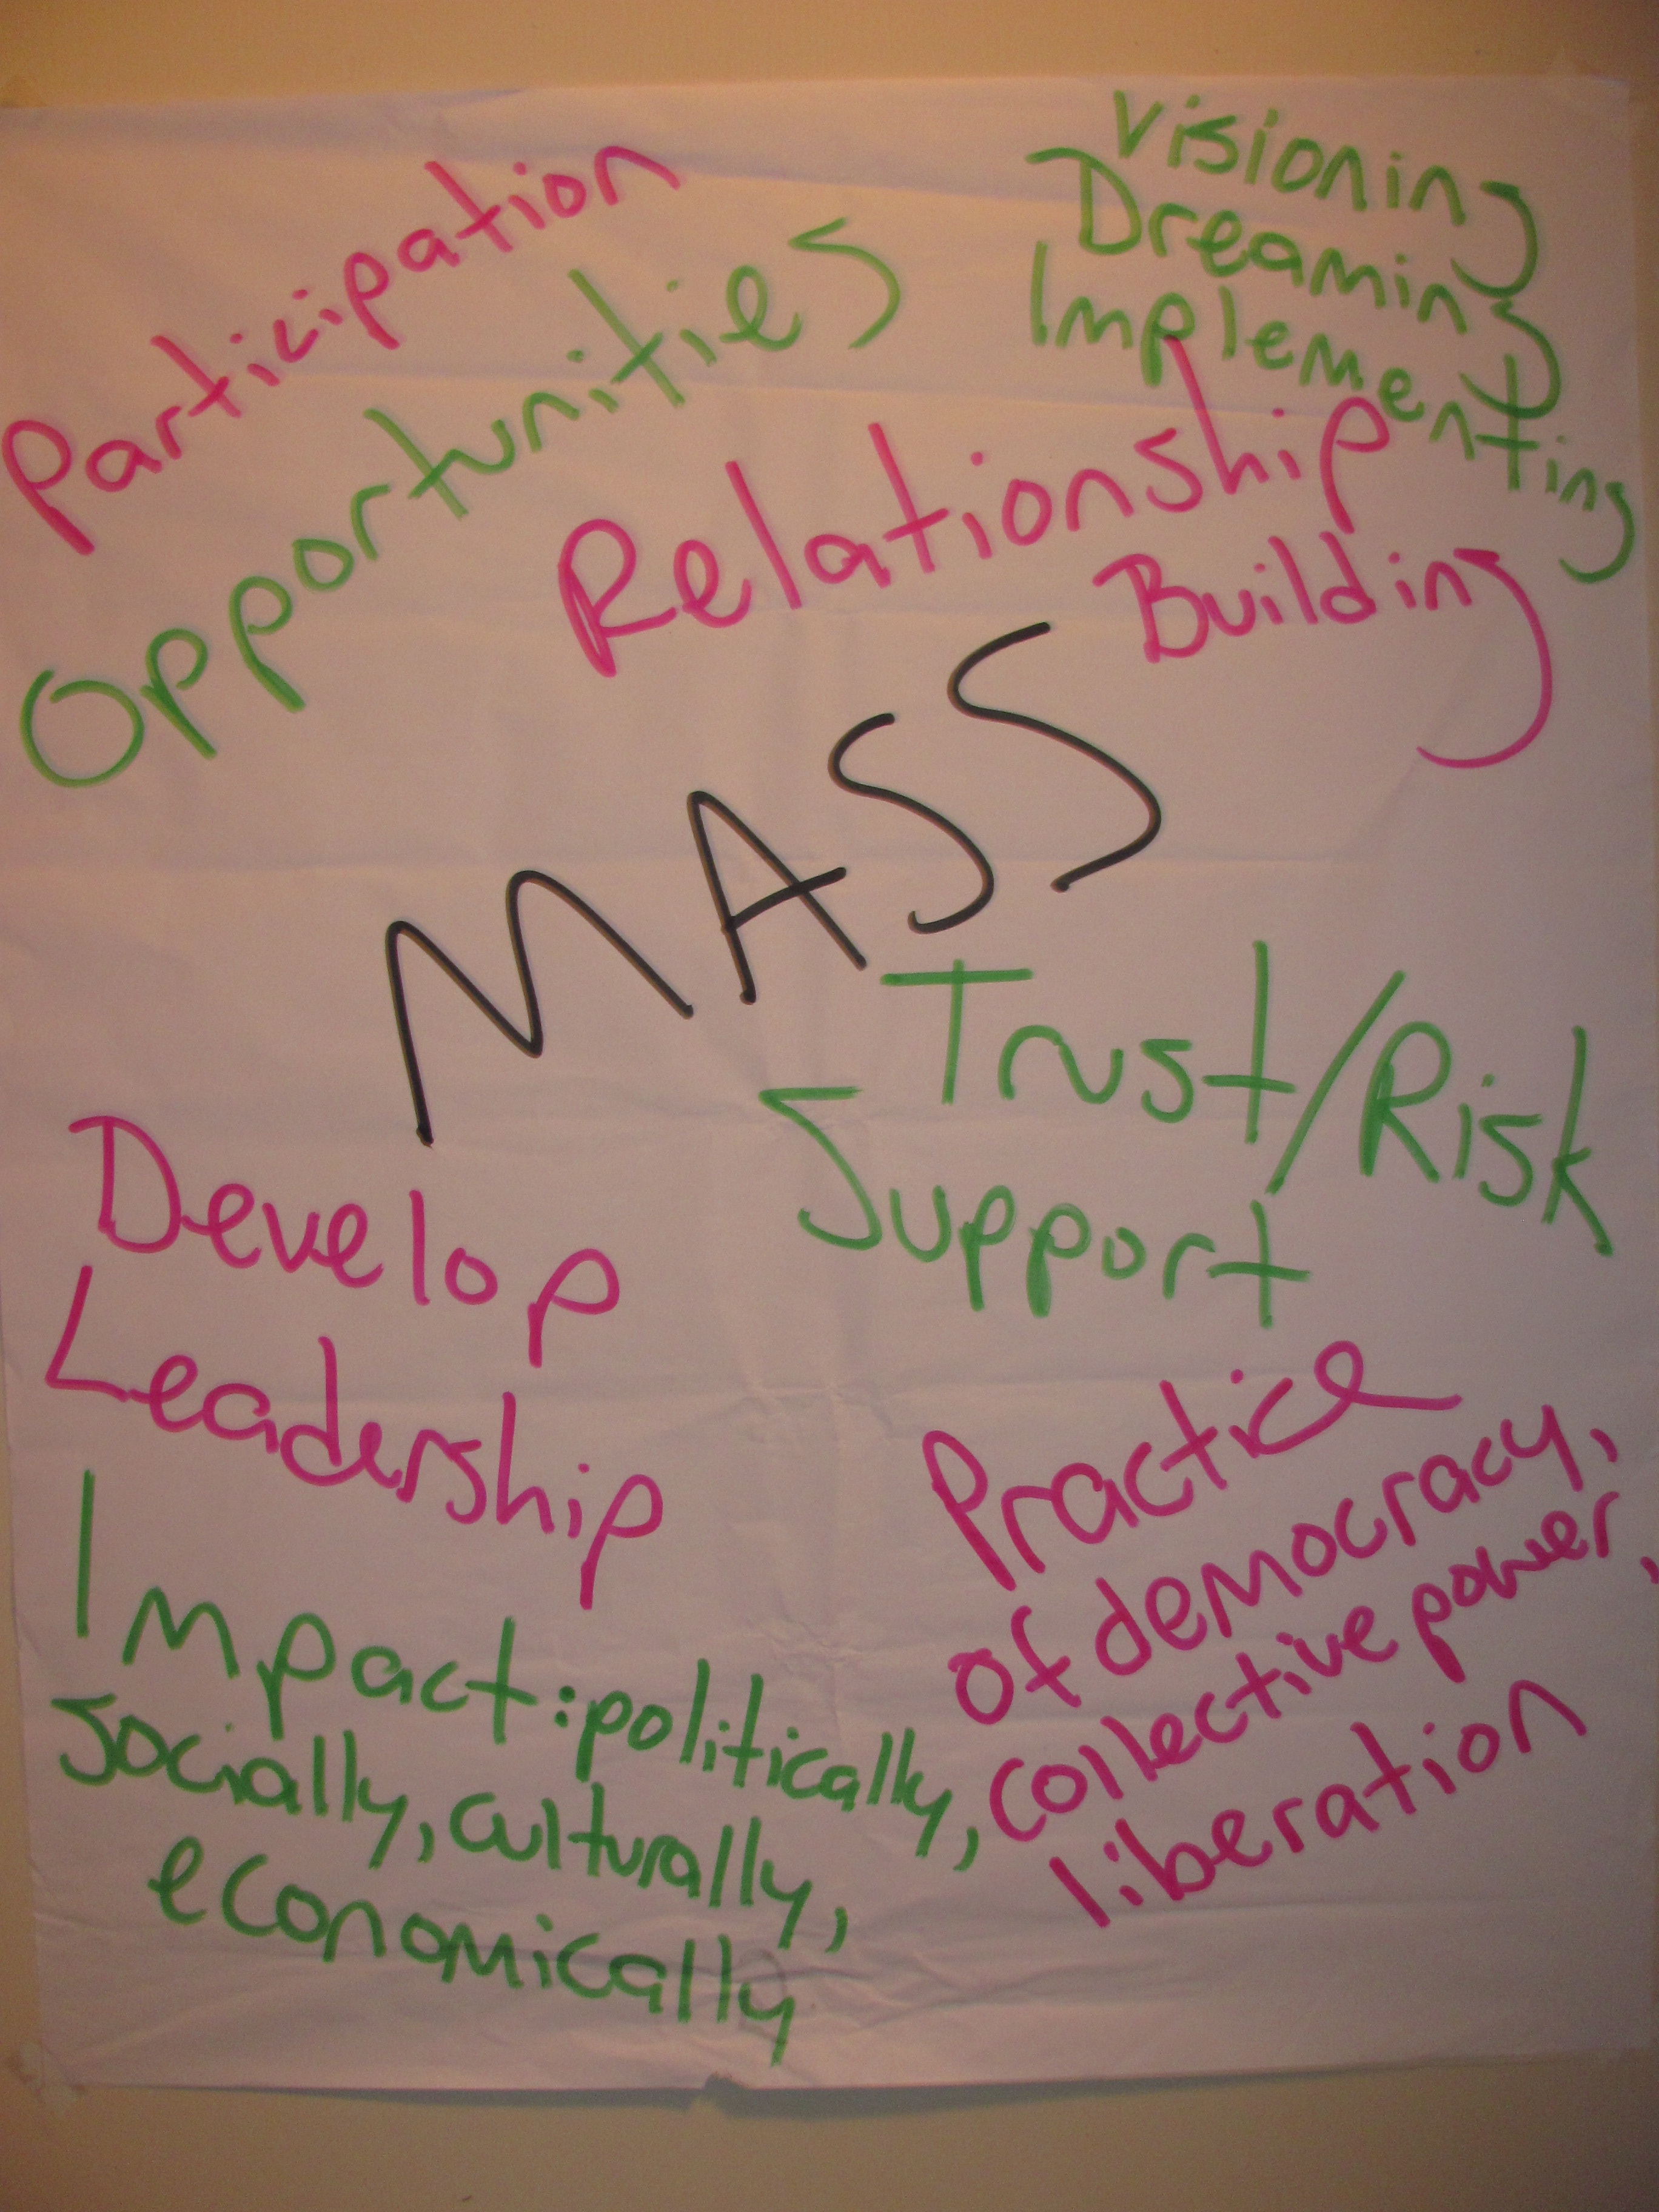 Participation
Opportunities
Visioning
Dreaming
Implementing
Relationship
Building
MASS
Trust/Risk
Support
Develop
Leadership
Impact: politically,
socially, culturally,
economically
Practice
of democracy,
collective power,
liberation